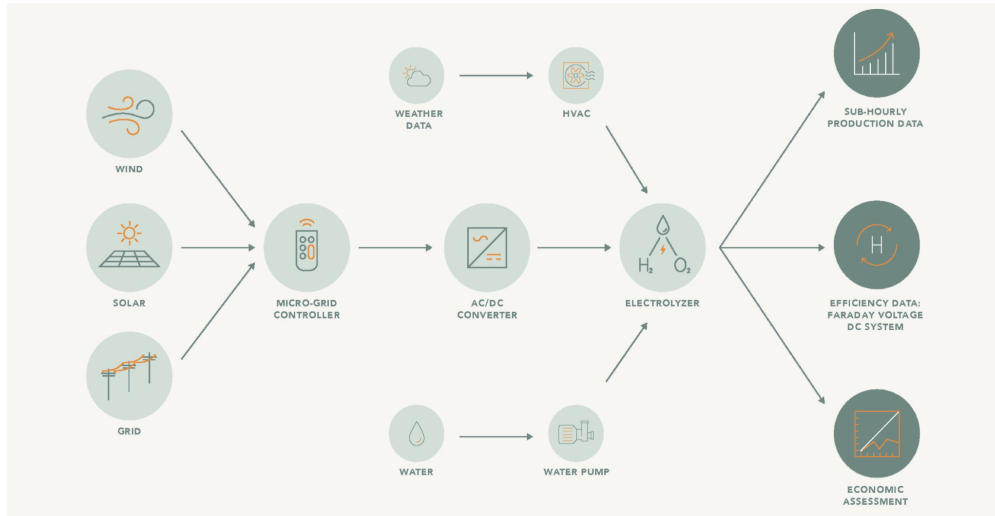 WEATHER
DATA
HVAC
SUB-HOURLY
PRODUCTION DATA
WIND
SOLAR
MICRO-GRID
CONTROLLER
AC/DC
CONVERTER
H₂
O₂
ELECTROLYZER
H
EFFICIENCY DATA:
FARADAY VOLTAGE
DC SYSTEM
GRID
WATER
WATER PUMP
ECONOMIC
ASSESSMENT